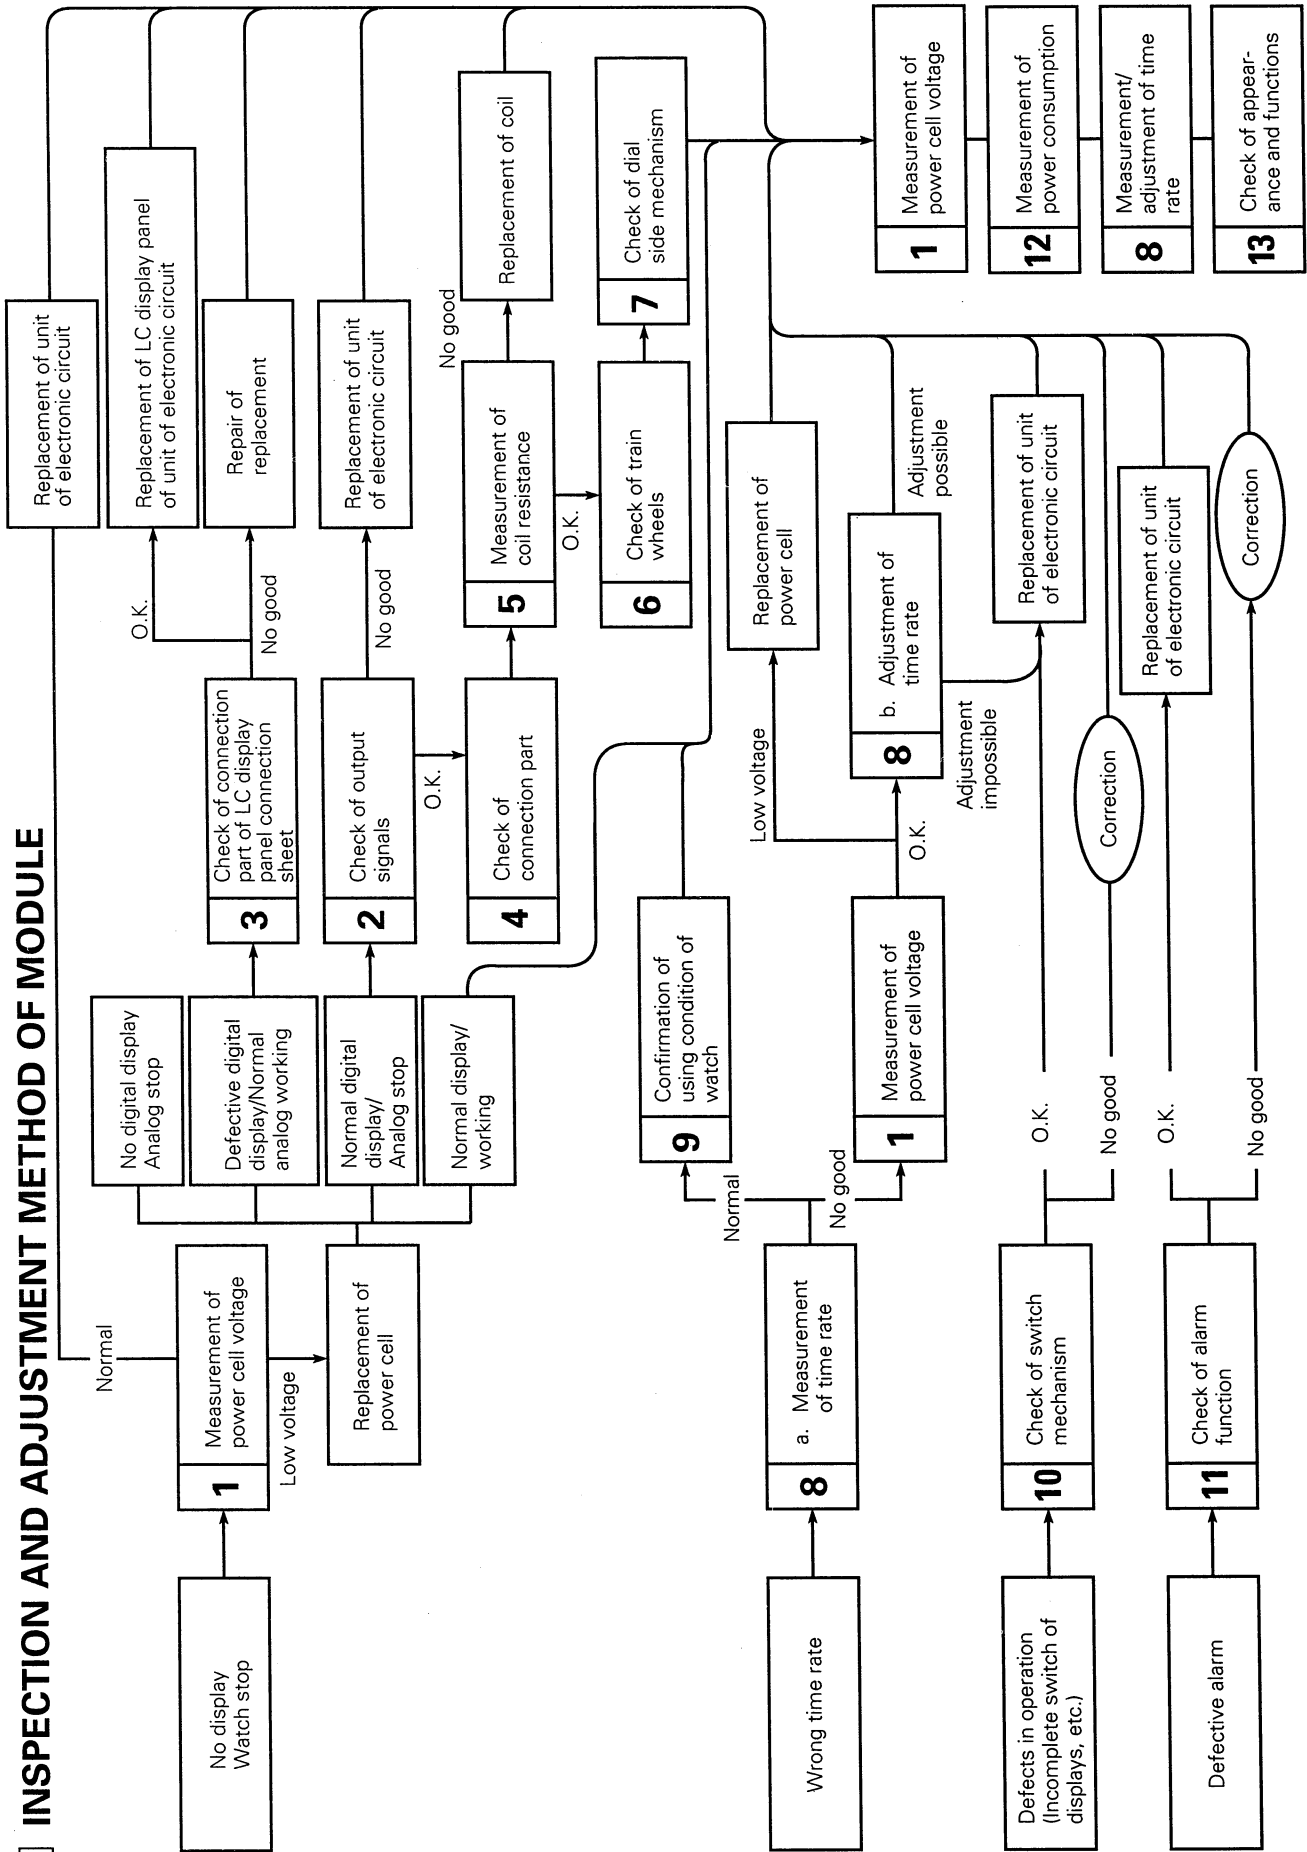 INSPECTION AND ADJUSTMENT METHOD OF MODULE
No display
Watch stop
1
Measurement of
power cell voltage
Normal
Low voltage
Replacement of
power cell
No digital display
Analog stop
Defective digital
display/Normal
analog working
Normal digital
display/
Analog stop
Normal display/
working
3
Check of connection
part of LC display
panel connection
sheet
O.K.
No good
2
Check of output
signals
No good
O.K.
4
Check of
connection part
Replacement of unit
of electronic circuit
Replacement of LC display panel
of unit of electronic circuit
Repair of
replacement
Replacement of unit
of electronic circuit
5
Measurement of
coil resistance
No good
O.K.
Replacement of coil
6
Check of train
wheels
7
Check of dial
side mechanism
Wrong time rate
8
a. Measurement
of time rate
Normal
No good
9
Confirmation of
using condition of
watch
1
Measurement of
power cell voltage
Low voltage
O.K.
Replacement of
power cell
8
b. Adjustment of
time rate
Adjustment
possible
Adjustment
impossible
Replacement of unit
of electronic circuit
Defects in operation
(Incomplete switch of
displays, etc.)
10
Check of switch
mechanism
O.K.
No good
Correction
Defective alarm
11
Check of alarm
function
O.K.
No good
Replacement of unit
of electronic circuit
Correction
1
Measurement of
power cell voltage
12
Measurement of
power consumption
8
Measurement/
adjustment of time
rate
13
Check of appear-
ance and functions